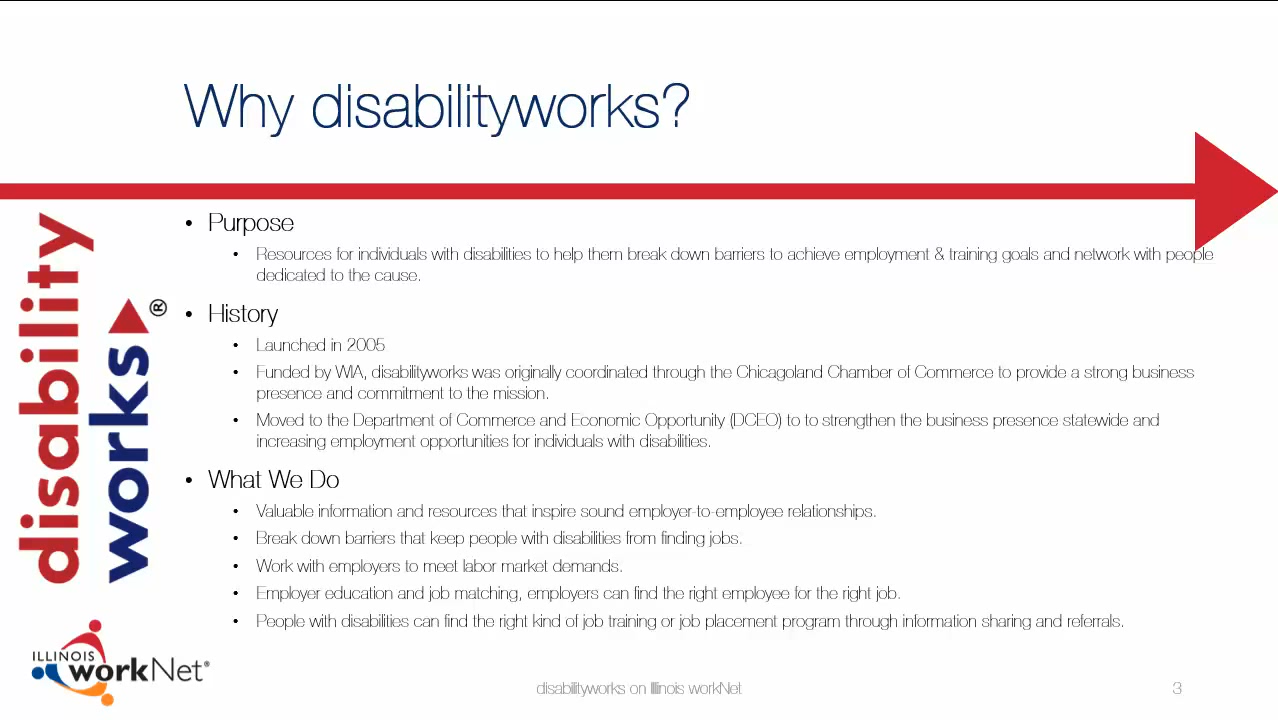 Why disabilityworks?
disability
works®
• Purpose
• Resources for individuals with disabilities to help them break down barriers to achieve employment & training goals and network with people
dedicated to the cause.
• History
• Launched in 2005
• Funded by WIA, disabilityworks was originally coordinated through the Chicagoland Chamber of Commerce to provide a strong business
presence and commitment to the mission.
• Moved to the Department of Commerce and Economic Opportunity (DCEO) to to strengthen the business presence statewide and
increasing employment opportunities for individuals with disabilities.
• What We Do
• Valuable information and resources that inspire sound employer-to-employee relationships.
• Break down barriers that keep people with disabilities from finding jobs.
• Work with employers to meet labor market demands.
• Employer education and job matching, employers can find the right employee for the right job.
• People with disabilities can find the right kind of job training or job placement program through information sharing and referrals.
ILLINOIS
workNet®
disabilityworks on Illinois workNet
3